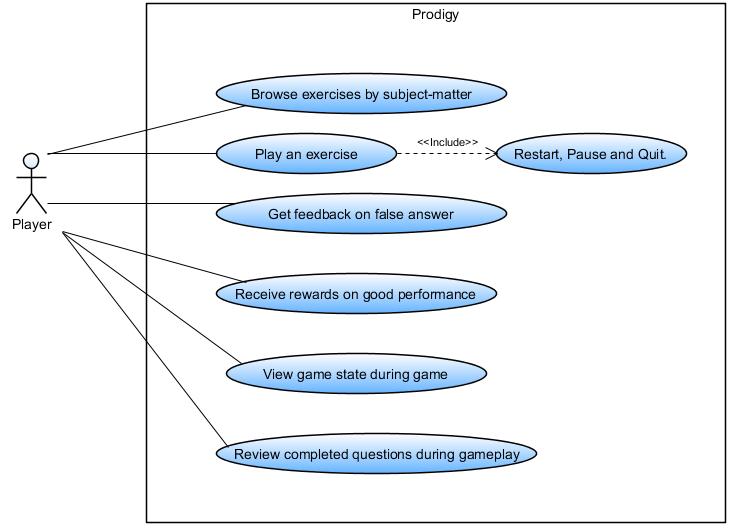 Prodigy
Browse exercises by subject-matter
Play an exercise
<<Include>>
Restart, Pause and Quit.
Get feedback on false answer
Player
Receive rewards on good performance
View game state during game
Review completed questions during gameplay